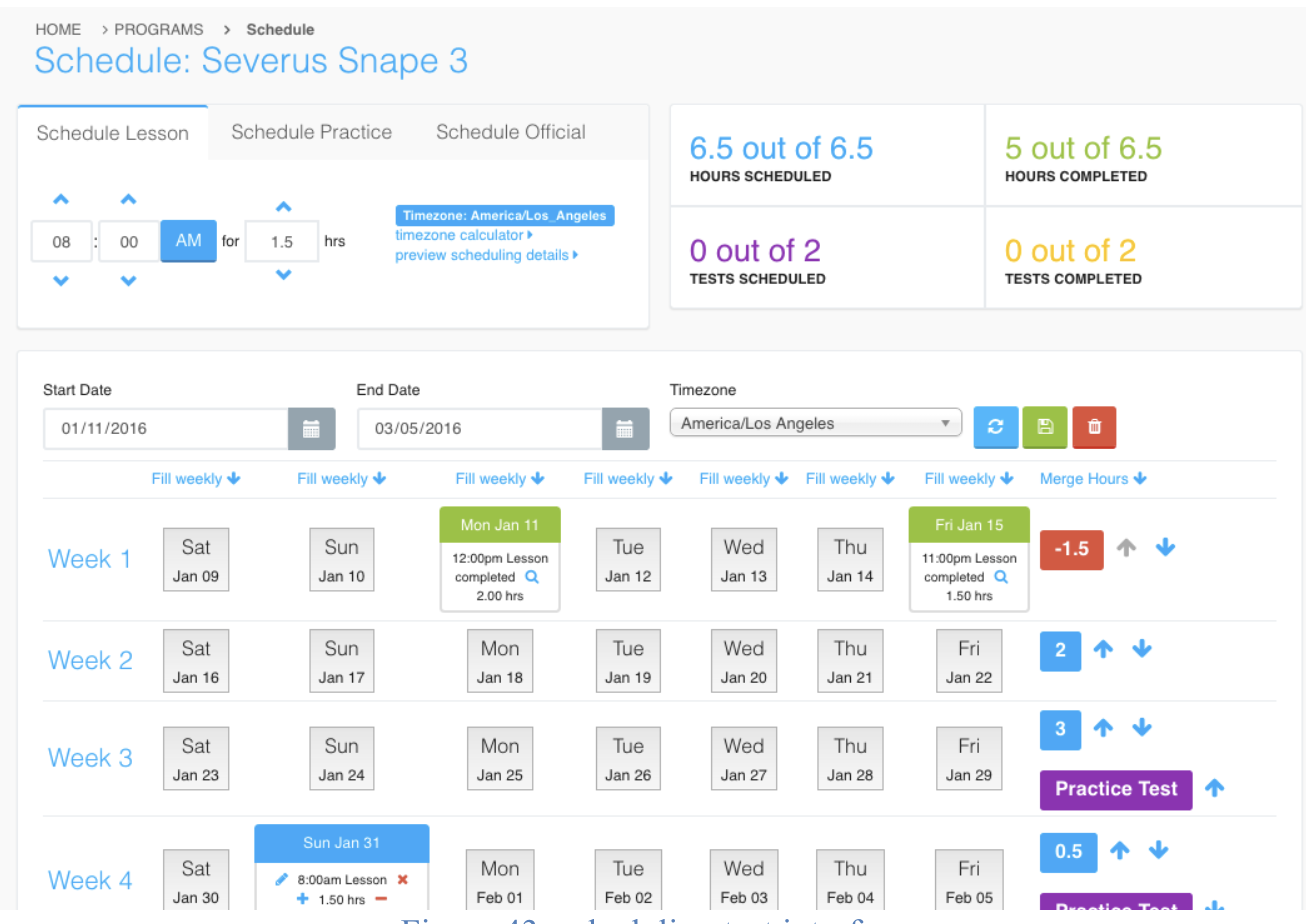 HOME > PROGRAMS > Schedule
Schedule: Severus Snape 3
Schedule Lesson Schedule Practice Schedule Official
08 : 00 AM for 1.5 hrs
Timezone: America/Los_Angeles
timezone calculator
preview scheduling details
6.5 out of 6.5
HOURS SCHEDULED
5 out of 6.5
HOURS COMPLETED
0 out of 2
TESTS SCHEDULED
0 out of 2
TESTS COMPLETED
Start Date End Date Timezone
01/11/2016 03/05/2016 America/Los Angeles
Fill weekly Fill weekly Fill weekly Fill weekly Fill weekly Fill weekly Fill weekly Merge Hours
Week 1
Sat
Jan 09
Sun
Jan 10
Mon Jan 11
12:00pm Lesson
completed
2.00 hrs
Tue
Jan 12
Wed
Jan 13
Thu
Jan 14
Fri Jan 15
11:00pm Lesson
completed
1.50 hrs
-1.5
Week 2
Sat
Jan 16
Sun
Jan 17
Mon
Jan 18
Tue
Jan 19
Wed
Jan 20
Thu
Jan 21
Fri
Jan 22
2
Week 3
Sat
Jan 23
Sun
Jan 24
Mon
Jan 25
Tue
Jan 26
Wed
Jan 27
Thu
Jan 28
Fri
Jan 29
3
Practice Test
Week 4
Sat
Jan 30
Sun Jan 31
8:00am Lesson
1.50 hrs
Mon
Feb 01
Tue
Feb 02
Wed
Feb 03
Thu
Feb 04
Fri
Feb 05
0.5
Practice Test